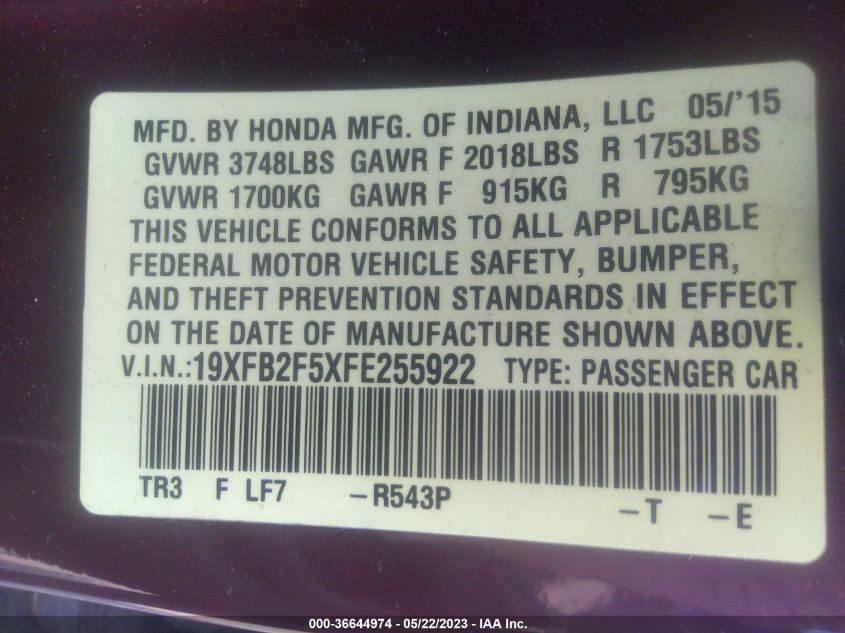 MFD. BY HONDA MFG. OF INDIANA, LLC 05/'15
GVWR 3748LBS GAWR F 2018LBS R 1753LBS
GVWR 1700KG GAWR F 915KG R 795KG
THIS VEHICLE CONFORMS TO ALL APPLICABLE
FEDERAL MOTOR VEHICLE SAFETY, BUMPER,
AND THEFT PREVENTION STANDARDS IN EFFECT
ON THE DATE OF MANUFACTURE SHOWN ABOVE.
V.I.N.:19XFB2F5XFE255922 TYPE: PASSENGER CAR
TR3 F LF7 -R543P -T -E
000-36644974 - 05/22/2023 - IAA Inc.